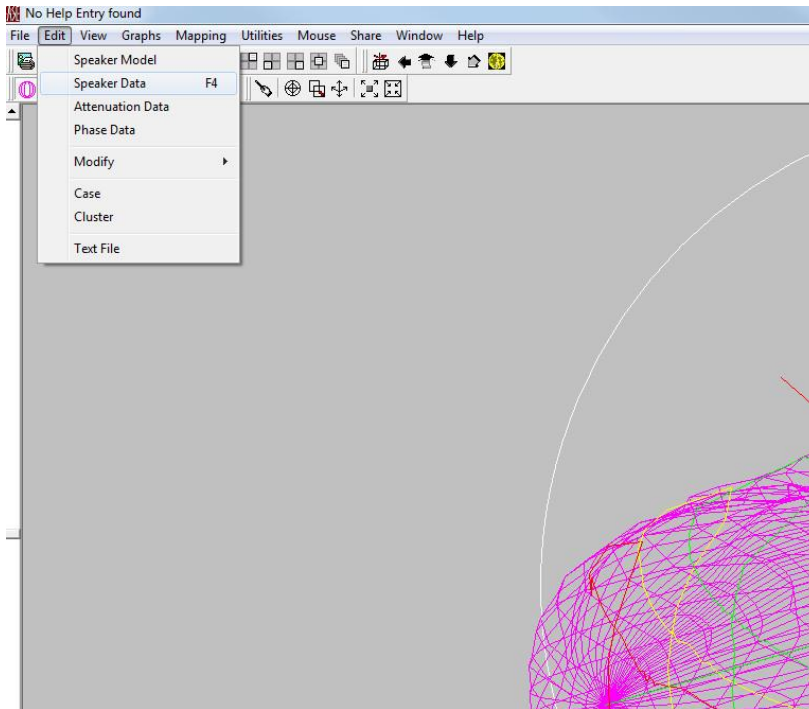 No Help Entry found
File Edit View Graphs Mapping Utilities Mouse Share Window Help
Speaker Model
Speaker Data F4
Attenuation Data
Phase Data
Modify
Case
Cluster
Text File